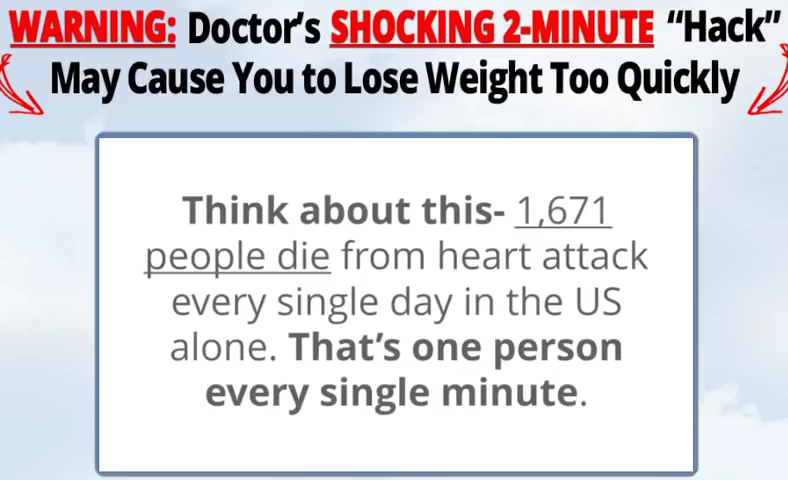 WARNING: Doctor's SHOCKING 2-MINUTE “Hack”
May Cause You to Lose Weight Too Quickly
Think about this- 1,671
people die from heart attack
every single day in the US
alone. That’s one person
every single minute.